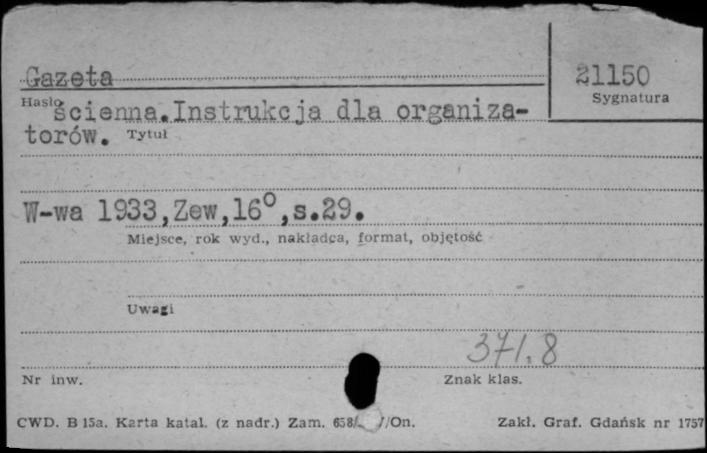 Gazeta
21150
Hasło
Sygnatura
ścienna.Instrukcja dla organiza-
torów. Tytuł
W-wa 1933,Zew,16°,s.29.
Miejsce, rok wyd., nakładca, format, objętość
Uwagi
371.8
Nr inw.
Znak klas.
CWD. B 15a. Karta katal. (z nadr.) Zam. 658/ /On. Zakł. Graf. Gdańsk nr 1757